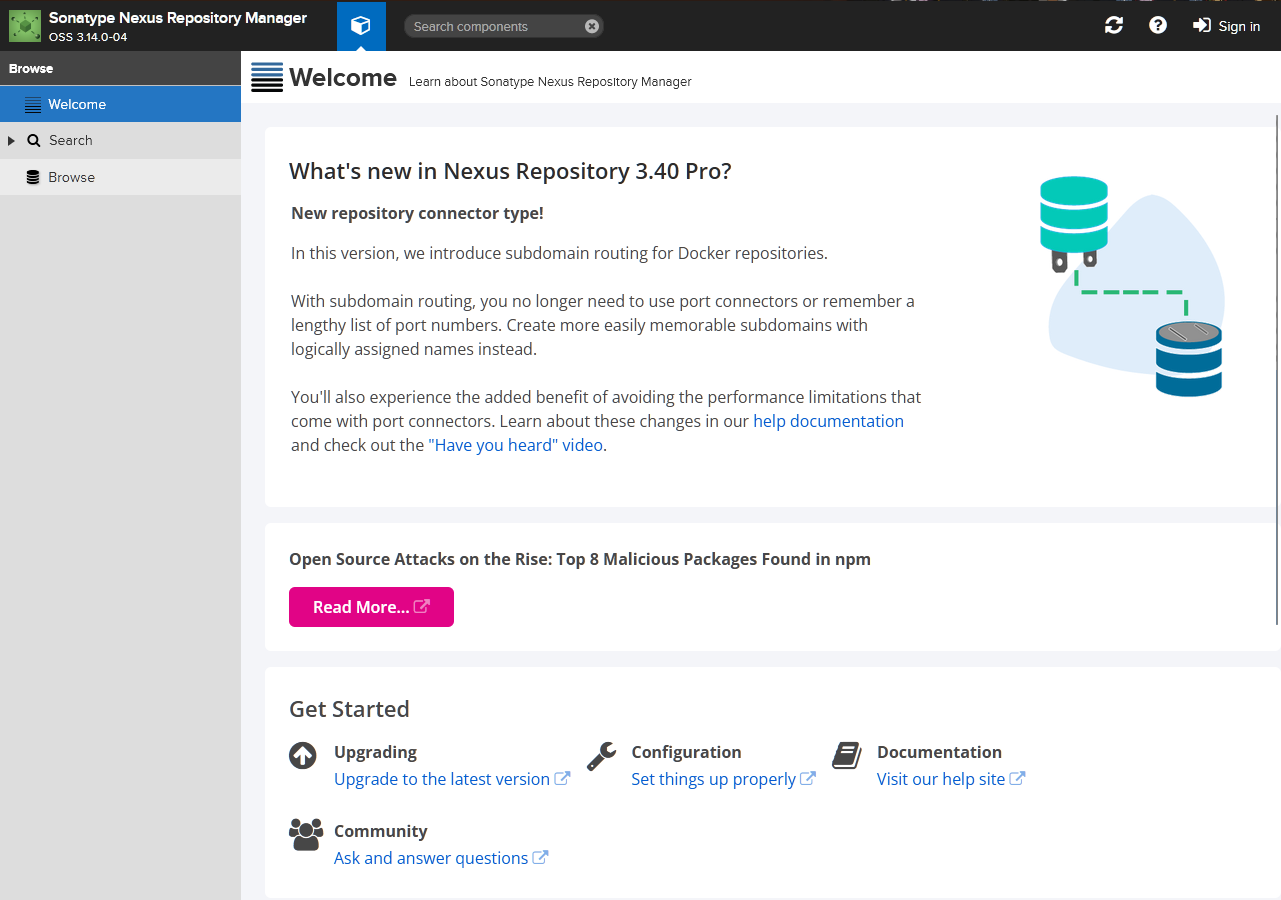 Sonatype Nexus Repository Manager
OSS 3.14.0-04
Search components
Sign in
Browse
Welcome
Search
Browse
Welcome Learn about Sonatype Nexus Repository Manager
What's new in Nexus Repository 3.40 Pro?
New repository connector type!
In this version, we introduce subdomain routing for Docker repositories.
With subdomain routing, you no longer need to use port connectors or remember a
lengthy list of port numbers. Create more easily memorable subdomains with
logically assigned names instead.
You'll also experience the added benefit of avoiding the performance limitations that
come with port connectors. Learn about these changes in our help documentation
and check out the "Have you heard" video.
Open Source Attacks on the Rise: Top 8 Malicious Packages Found in npm
Read More...
Get Started
Upgrading
Upgrade to the latest version
Configuration
Set things up properly
Documentation
Visit our help site
Community
Ask and answer questions